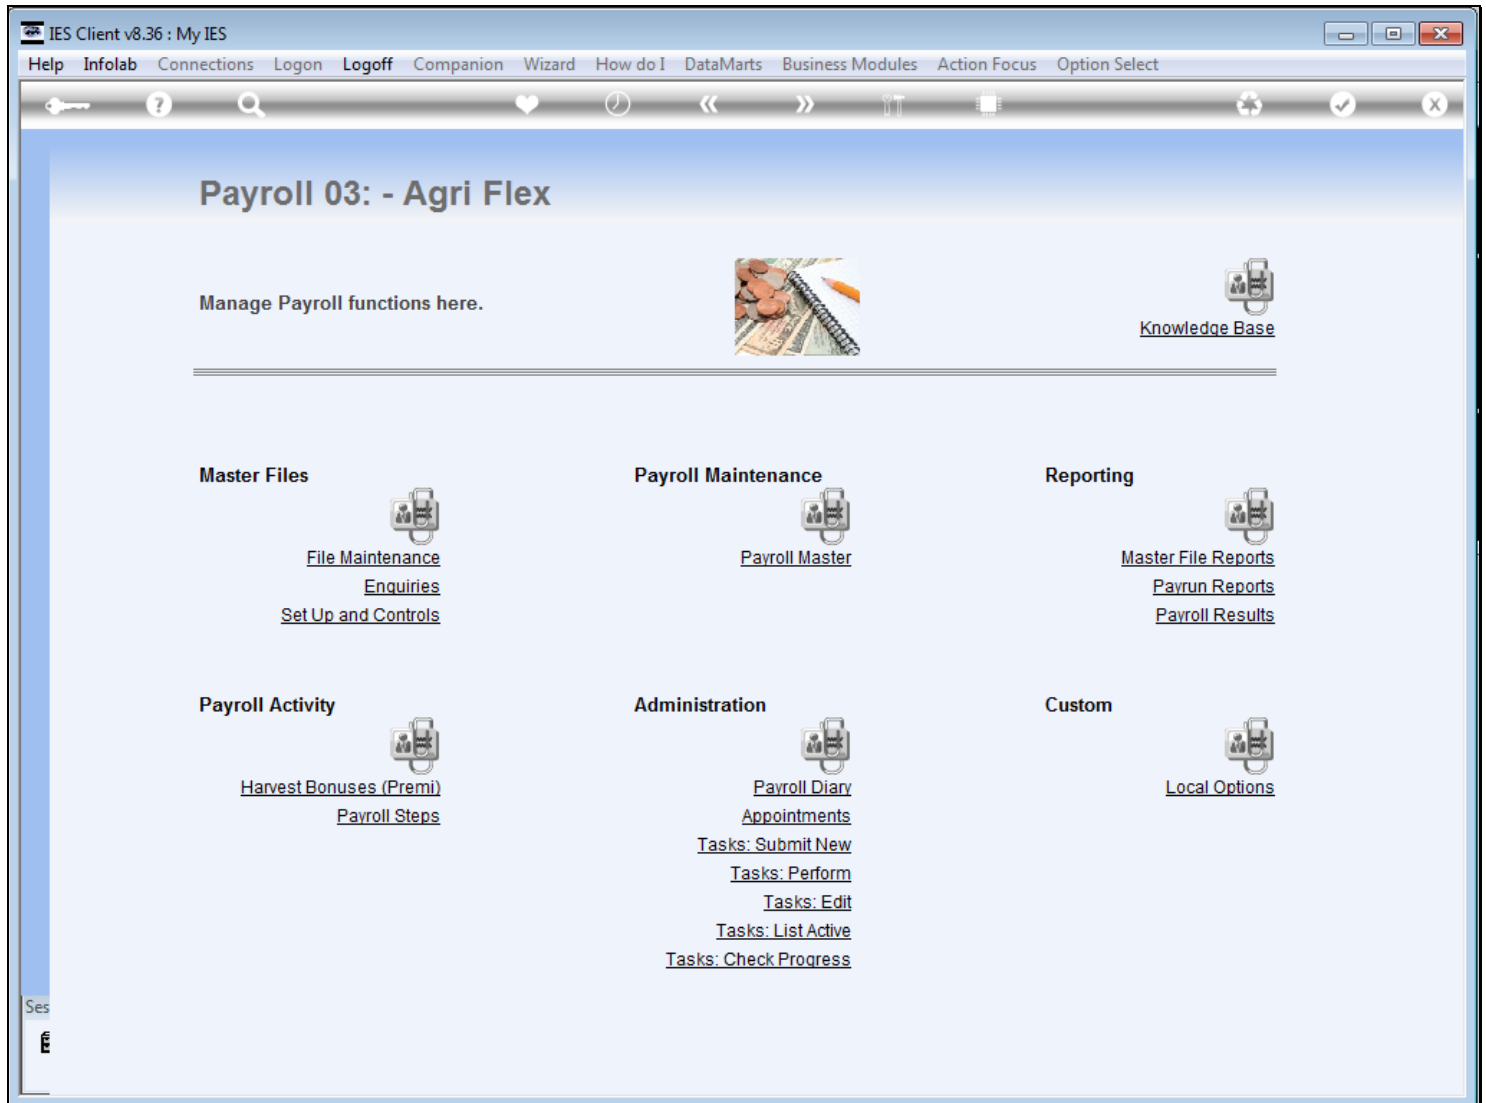 IES Client v8.36 : My IES
Help Infolab Connections Logon Logoff Companion Wizard How do I DataMarts Business Modules Action Focus Option Select
Payroll 03: - Agri Flex
Manage Payroll functions here.
Knowledge Base
Master Files
File Maintenance
Enquiries
Set Up and Controls
Payroll Maintenance
Payroll Master
Reporting
Master File Reports
Payrun Reports
Payroll Results
Payroll Activity
Harvest Bonuses (Premi)
Payroll Steps
Administration
Payroll Diary
Appointments
Tasks: Submit New
Tasks: Perform
Tasks: Edit
Tasks: List Active
Tasks: Check Progress
Custom
Local Options
Ses